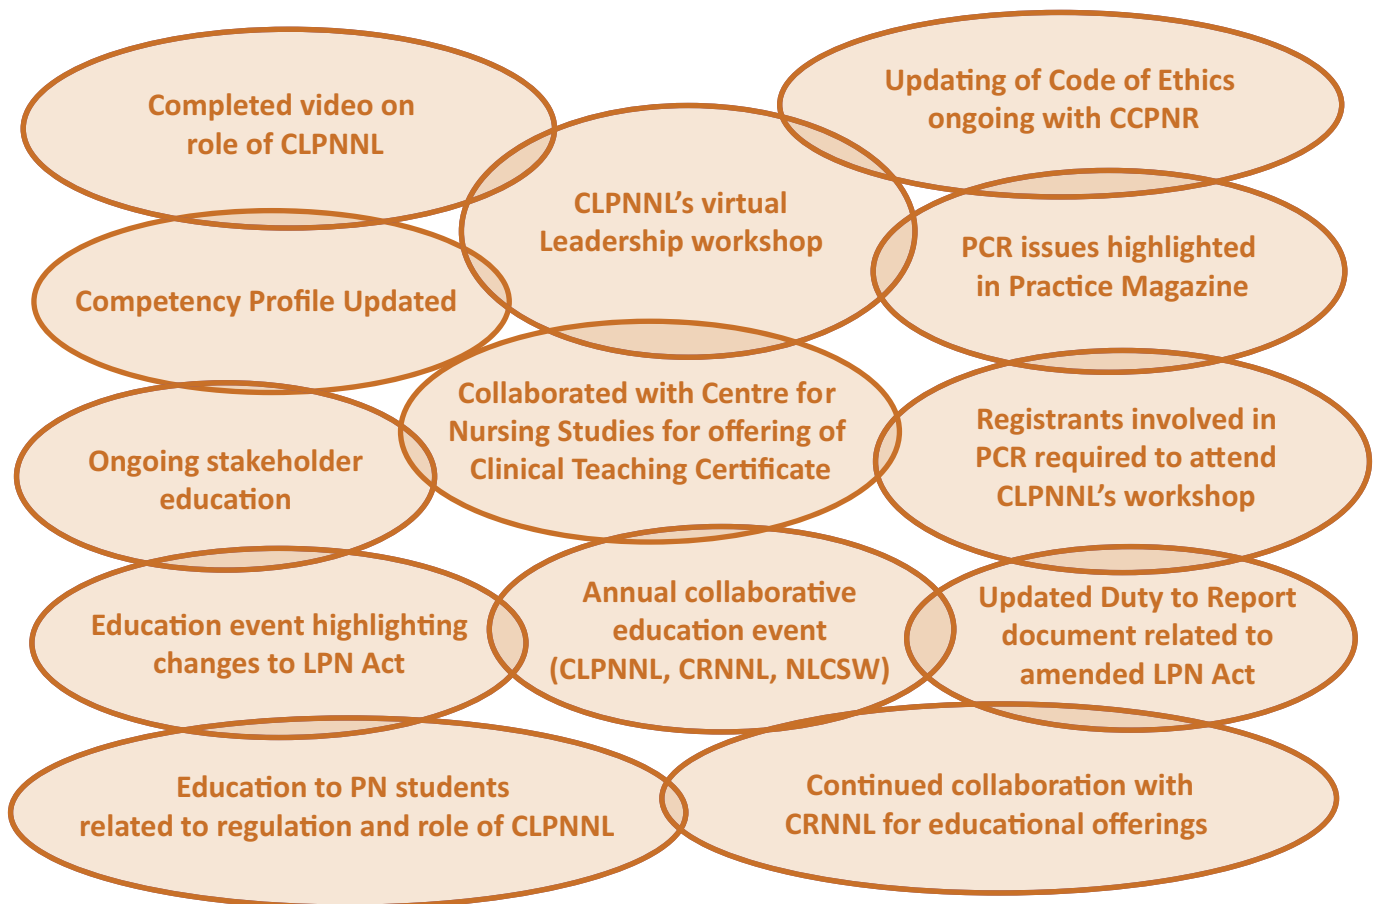 Completed video on
role of CLPNNL
Updating of Code of Ethics
ongoing with CCPNR
CLPNNL’s virtual
Leadership workshop
PCR issues highlighted
in Practice Magazine
Competency Profile Updated
Collaborated with Centre for
Nursing Studies for offering of
Clinical Teaching Certificate
Registrants involved in
PCR required to attend
CLPNNL’s workshop
Ongoing stakeholder
education
Education event highlighting
changes to LPN Act
Annual collaborative
education event
(CLPNNL, CRNNL, NLCSW)
Updated Duty to Report
document related to
amended LPN Act
Education to PN students
related to regulation and role of CLPNNL
Continued collaboration with
CRNNL for educational offerings